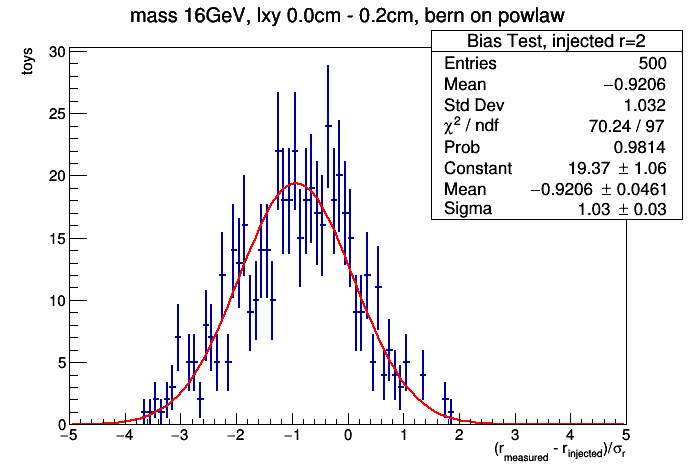 mass 16GeV, lxy 0.0cm - 0.2cm, bern on powlaw
Bias Test, injected r=2
Entries 500
Mean −0.9206
Std Dev 1.032
χ² / ndf 70.24 / 97
Prob 0.9814
Constant 19.37 ± 1.06
Mean −0.9206 ± 0.0461
Sigma 1.03 ± 0.03
toys
30
25
20
15
10
5
0
−5 −4 −3 −2 −1 0 1 2 3 4 5
(r_measured - r_injected)/σ_r